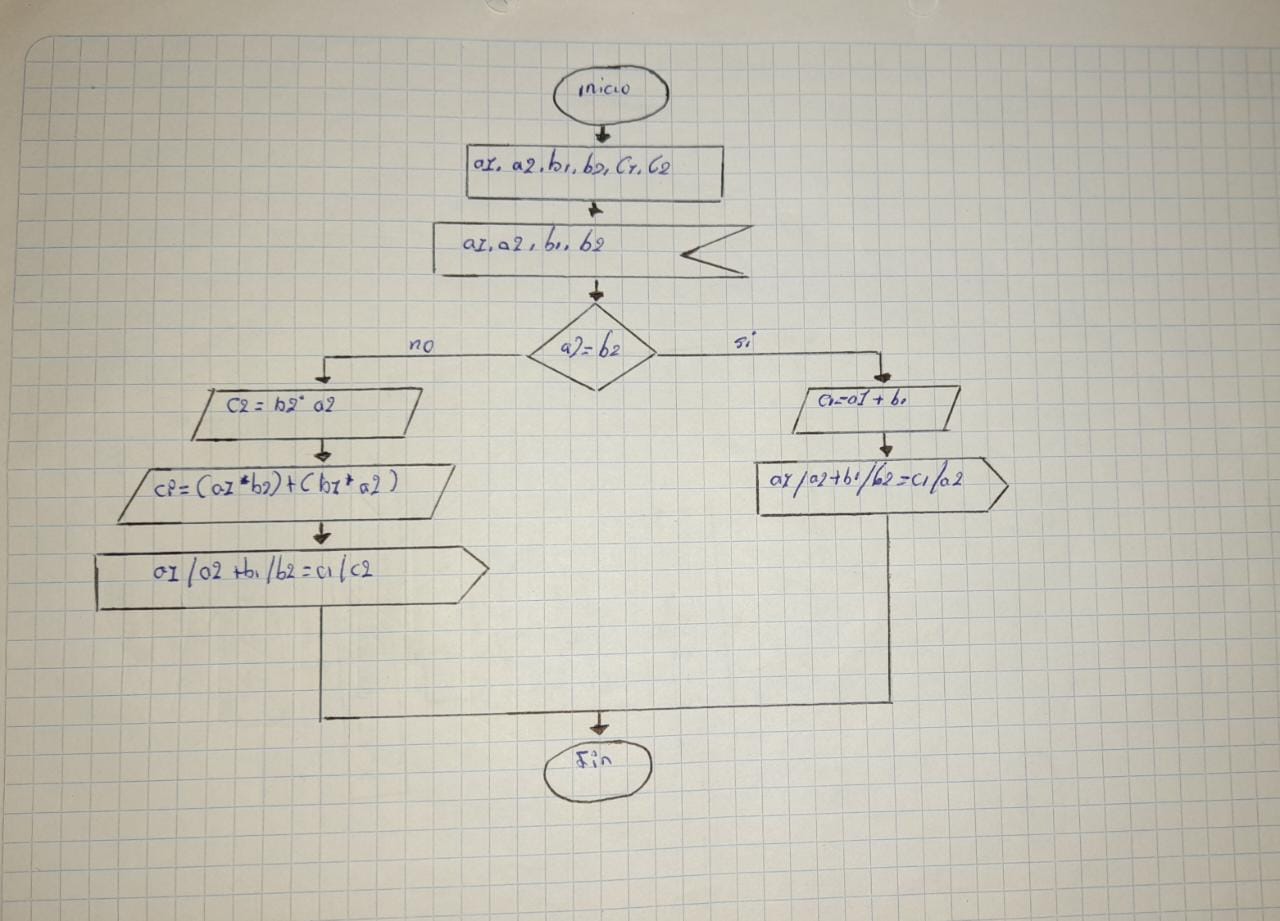 inicio
a1, a2, b1, b2, C1, C2
a1, a2, b1, b2
a2=b2
no
si
C2 = b2* a2
C1=a1 + b1
C1=(a1*b2)+(b1* a2)
a1/a2+b1/b2=c1/a2
a1/a2 +b1/b2=c1/c2
Fin